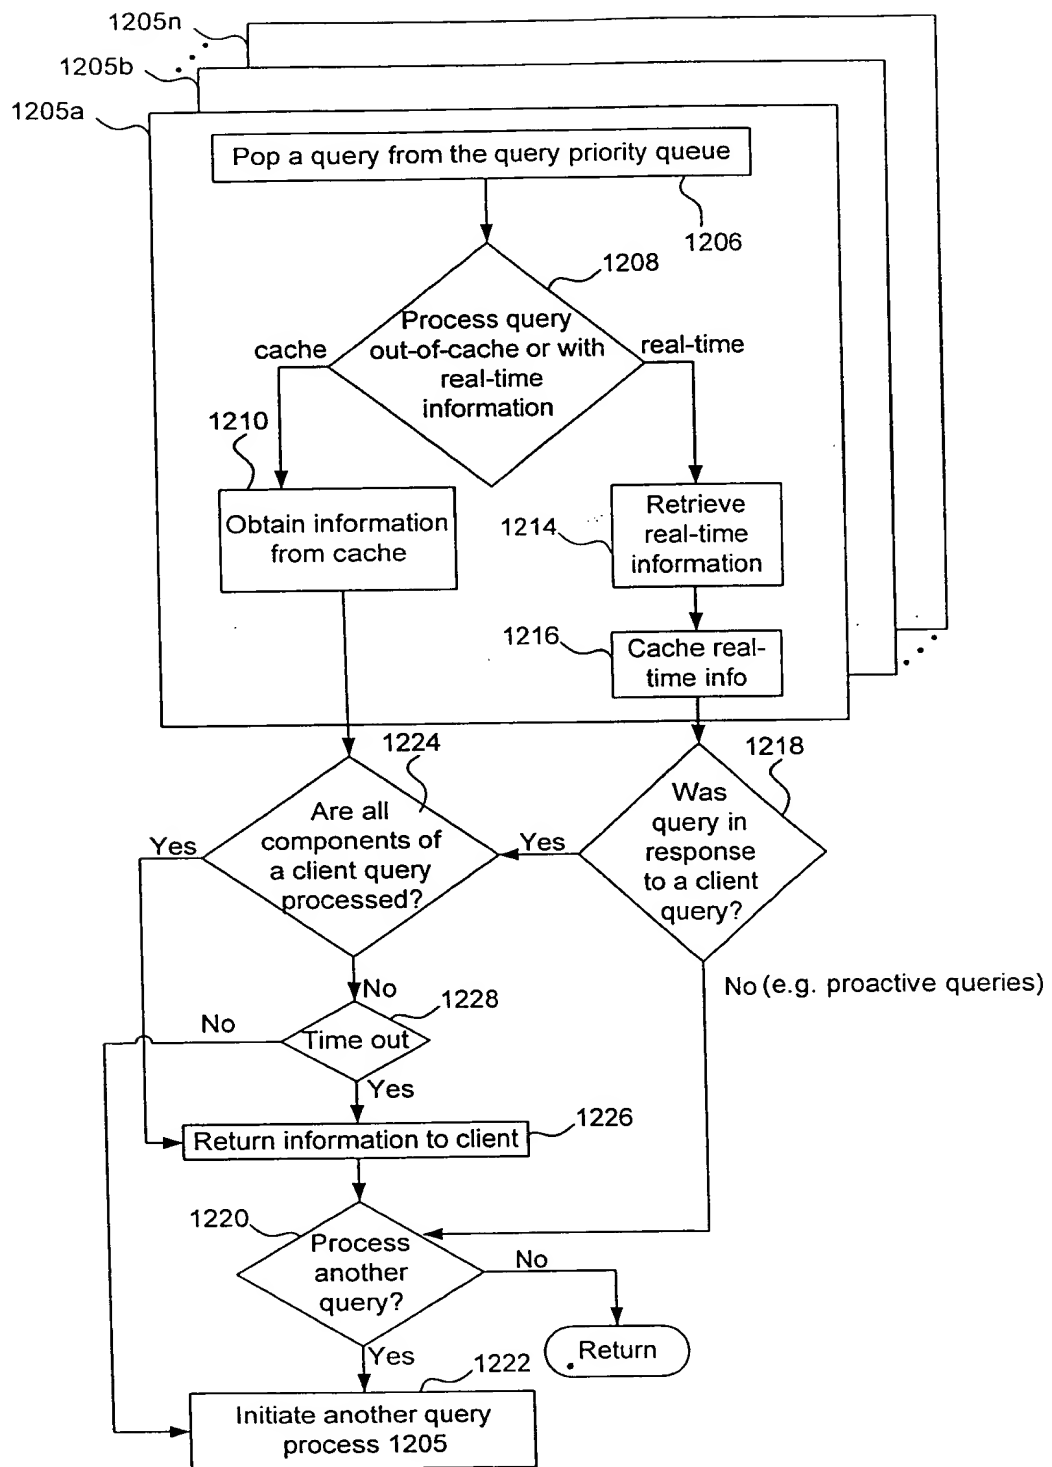 1205n
1205b
1205a
Pop a query from the query priority queue
1206
1208
Process query
out-of-cache or with
real-time
information
cache
real-time
1210
Obtain information
from cache
1214
Retrieve
real-time
information
1216
Cache real-
time info
1224
1218
Are all
components of
a client query
processed?
Yes
Yes
Was
query in
response
to a client
query?
No (e.g. proactive queries)
No
1228
No
Time out
Yes
1226
Return information to client
1220
Process
another
query?
No
Return
Yes
1222
Initiate another query
process 1205